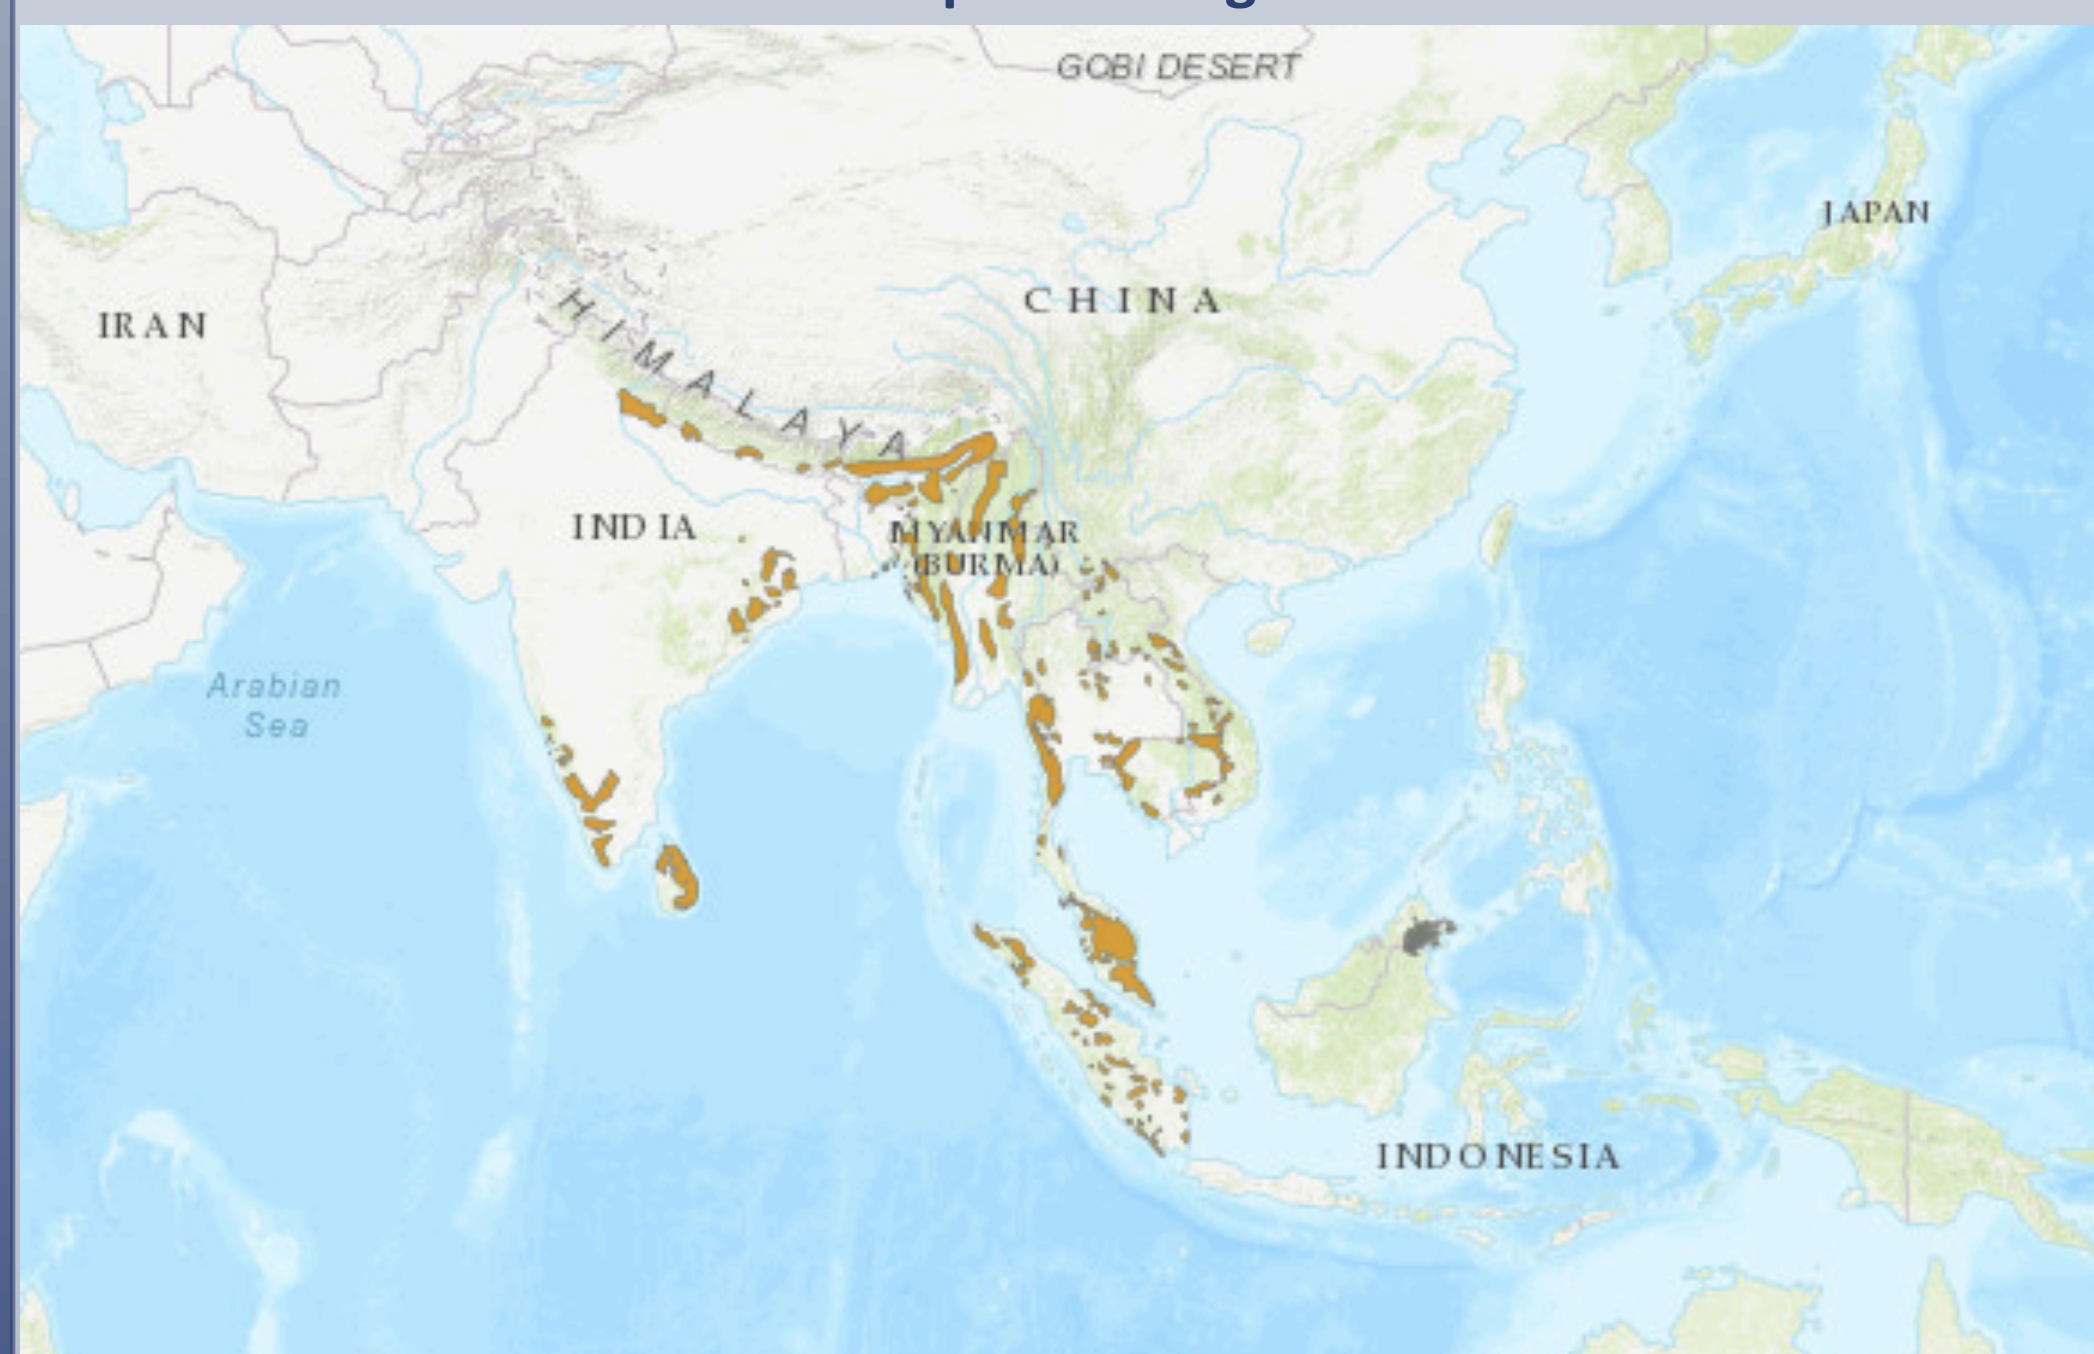 GOBI DESERT
JAPAN
CHINA
IRAN
HIMALAYA
INDIA
MYANMAR
(BURMA)
Arabian
Sea
INDONESIA